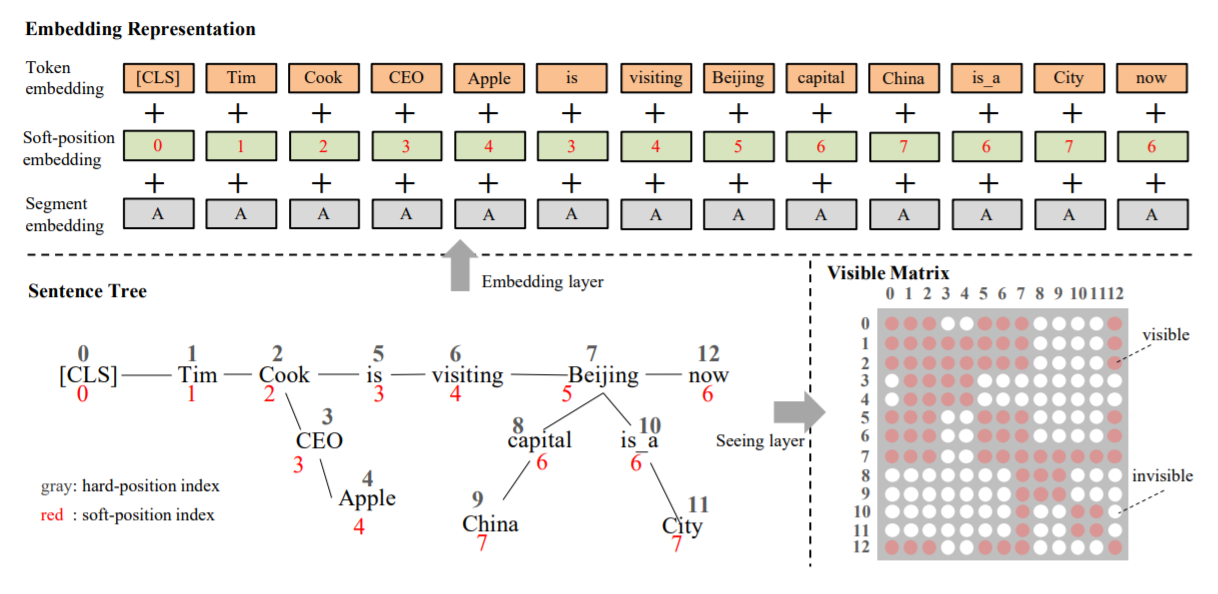 Embedding Representation
Token embedding [CLS] Tim Cook CEO Apple is visiting Beijing capital China is_a City now
+ + + + + + + + + + + + +
Soft-position embedding 0 1 2 3 4 3 4 5 6 7 6 7 6
+ + + + + + + + + + + + +
Segment embedding A A A A A A A A A A A A A
Embedding layer
Sentence Tree
0 1 2 5 6 7 12
[CLS] Tim Cook is visiting Beijing now
0 1 2 3 4 5 6
3 8 10
CEO capital is_a
3 6 6
4 9 11
Apple China City
4 7 7
gray: hard-position index
red : soft-position index
Seeing layer
Visible Matrix
0 1 2 3 4 5 6 7 8 9 10 11 12
0
1
2
3
4
5
6
7
8
9
10
11
12
visible
invisible